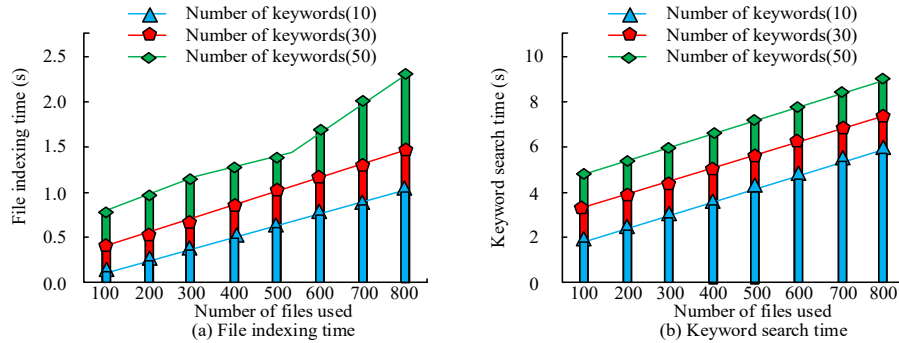 Number of keywords(10)
Number of keywords(30)
Number of keywords(50)
File indexing time (s)
2.5
2.0
1.5
1.0
0.5
0.0
100 200 300 400 500 600 700 800
Number of files used
(a) File indexing time
Number of keywords(10)
Number of keywords(30)
Number of keywords(50)
Keyword search time (s)
10
8
6
4
2
0
100 200 300 400 500 600 700 800
Number of files used
(b) Keyword search time